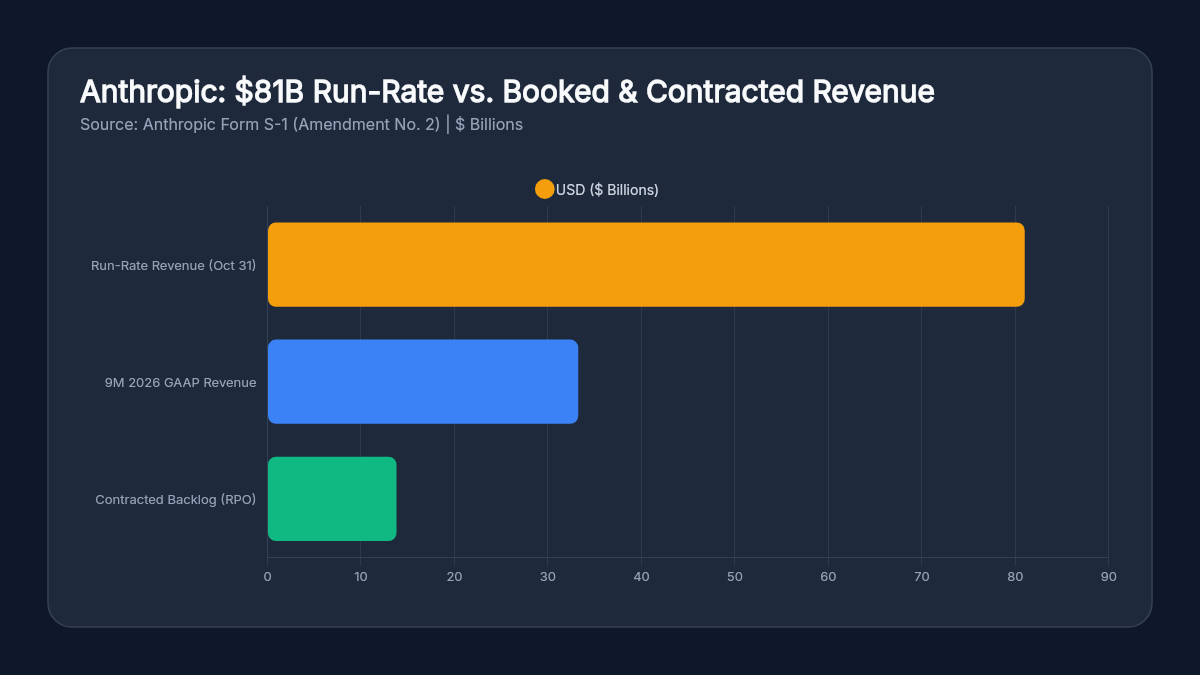 Anthropic: $81B Run-Rate vs. Booked & Contracted Revenue
Source: Anthropic Form S-1 (Amendment No. 2) | $ Billions
USD ($ Billions)
Run-Rate Revenue (Oct 31)
9M 2026 GAAP Revenue
Contracted Backlog (RPO)
0 10 20 30 40 50 60 70 80 90